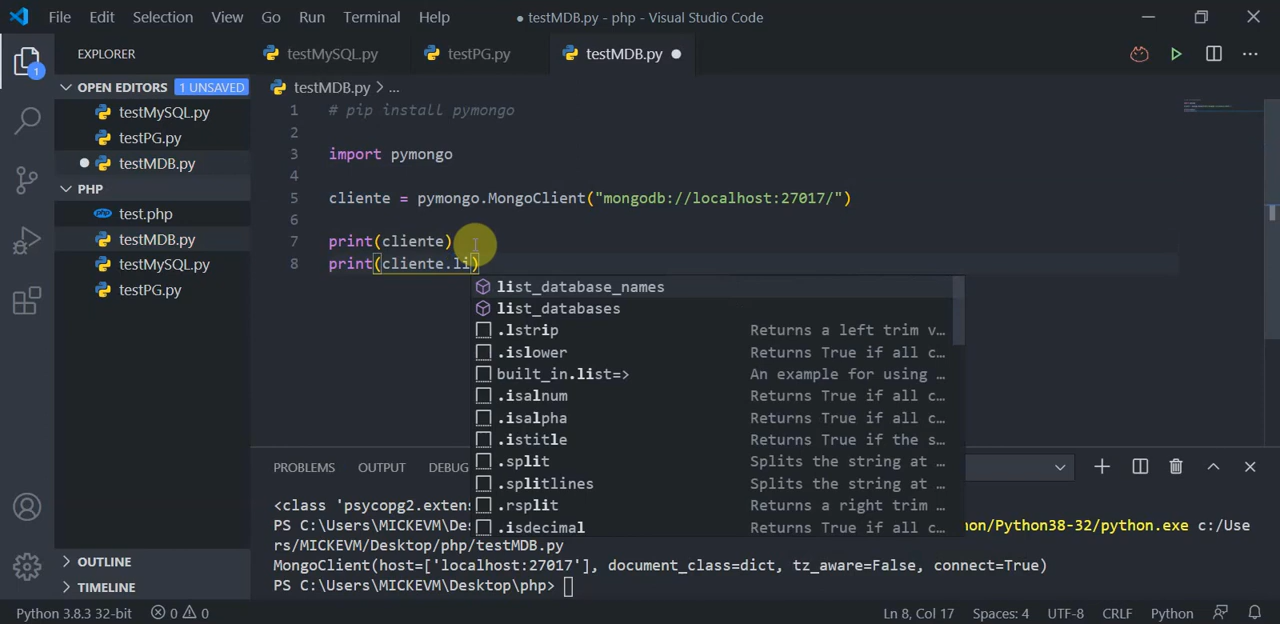 File Edit Selection View Go Run Terminal Help
● testMDB.py - php - Visual Studio Code
EXPLORER
OPEN EDITORS 1 UNSAVED
testMySQL.py
testPG.py
testMDB.py
PHP
test.php
testMDB.py
testMySQL.py
testPG.py
OUTLINE
TIMELINE
1
testMySQL.py testPG.py testMDB.py ●
testMDB.py > ...
1 # pip install pymongo
2
3 import pymongo
4
5 cliente = pymongo.MongoClient("mongodb://localhost:27017/")
6
7 print(cliente)
8 print(cliente.li)
list_database_names
list_databases
.lstrip Returns a left trim v…
.islower Returns True if all c…
built_in.list=> An example for using …
.isalnum Returns True if all c…
.isalpha Returns True if all c…
.istitle Returns True if the s…
.split Splits the string at …
.splitlines Splits the string at …
.rsplit Splits the string at …
.isdecimal Returns True if all c…
PROBLEMS OUTPUT DEBUG
<class 'psycopg2.extens
PS C:\Users\MICKEVM\Des on/Python38-32/python.exe c:/Use
rs/MICKEVM/Desktop/php/testMDB.py
MongoClient(host=['localhost:27017'], document_class=dict, tz_aware=False, connect=True)
PS C:\Users\MICKEVM\Desktop\php>
Python 3.8.3 32-bit 0 0 Ln 8, Col 17 Spaces: 4 UTF-8 CRLF Python